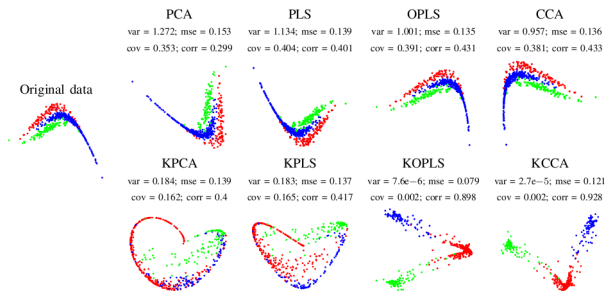 PCA
var = 1.272; mse = 0.153
cov = 0.353; corr = 0.299
PLS
var = 1.134; mse = 0.139
cov = 0.404; corr = 0.401
OPLS
var = 1.001; mse = 0.135
cov = 0.391; corr = 0.431
CCA
var = 0.957; mse = 0.136
cov = 0.381; corr = 0.433
Original data
KPCA
var = 0.184; mse = 0.139
cov = 0.162; corr = 0.4
KPLS
var = 0.183; mse = 0.137
cov = 0.165; corr = 0.417
KOPLS
var = 7.6e−6; mse = 0.079
cov = 0.002; corr = 0.898
KCCA
var = 2.7e−5; mse = 0.121
cov = 0.002; corr = 0.928